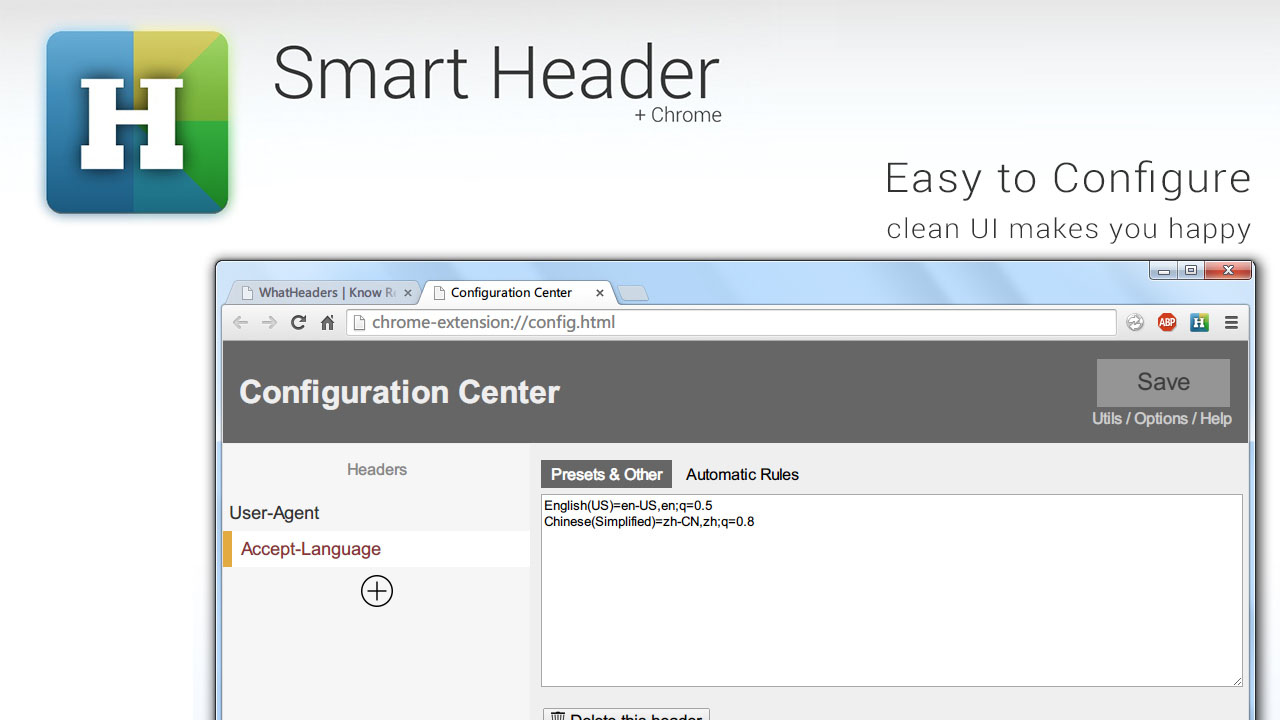 H
Smart Header
+ Chrome
Easy to Configure
clean UI makes you happy
WhatHeaders | Know R
Configuration Center
chrome-extension://config.html
ABP
H
Configuration Center
Save
Utils / Options / Help
Headers
User-Agent
Accept-Language
Presets & Other
Automatic Rules
English(US)=en-US,en;q=0.5
Chinese(Simplified)=zh-CN,zh;q=0.8
Delete this header